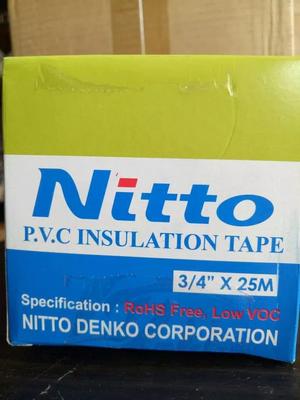 Nitto
P.V.C INSULATION TAPE
3/4" X 25M
Specification : RoHS Free, Low VOC
NITTO DENKO CORPORATION